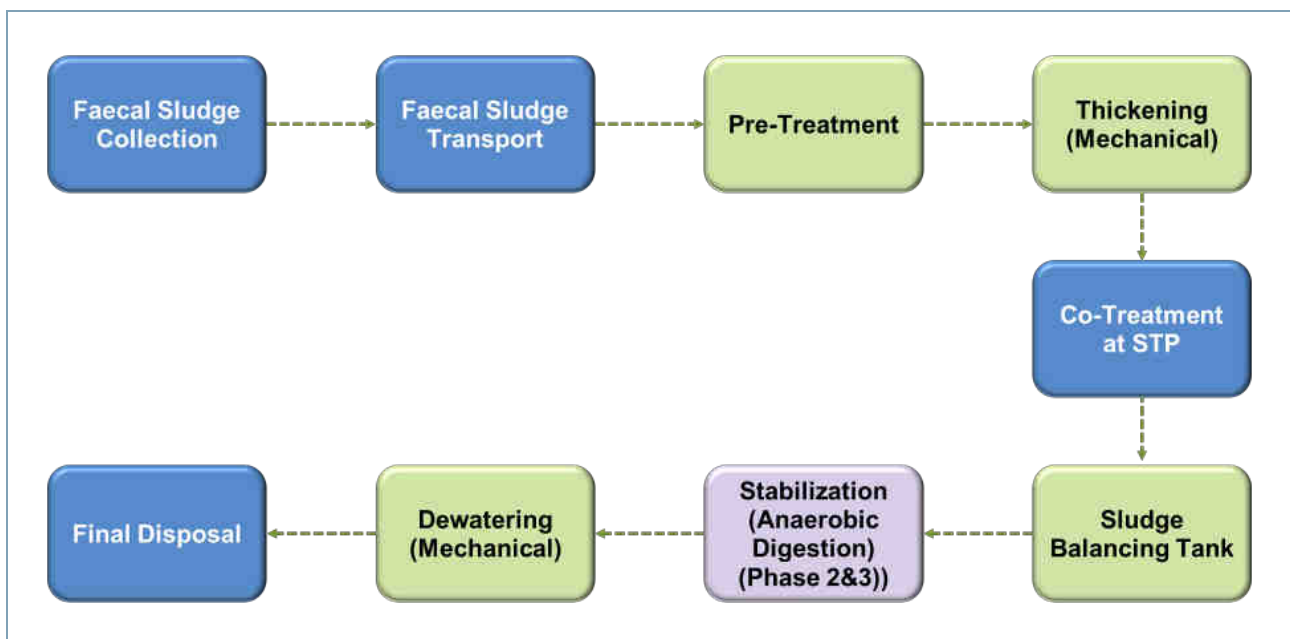 Faecal Sludge
Collection
Faecal Sludge
Transport
Pre-Treatment
Thickening
(Mechanical)
Co-Treatment
at STP
Sludge
Balancing Tank
Stabilization
(Anaerobic
Digestion)
(Phase 2&3))
Dewatering
(Mechanical)
Final Disposal